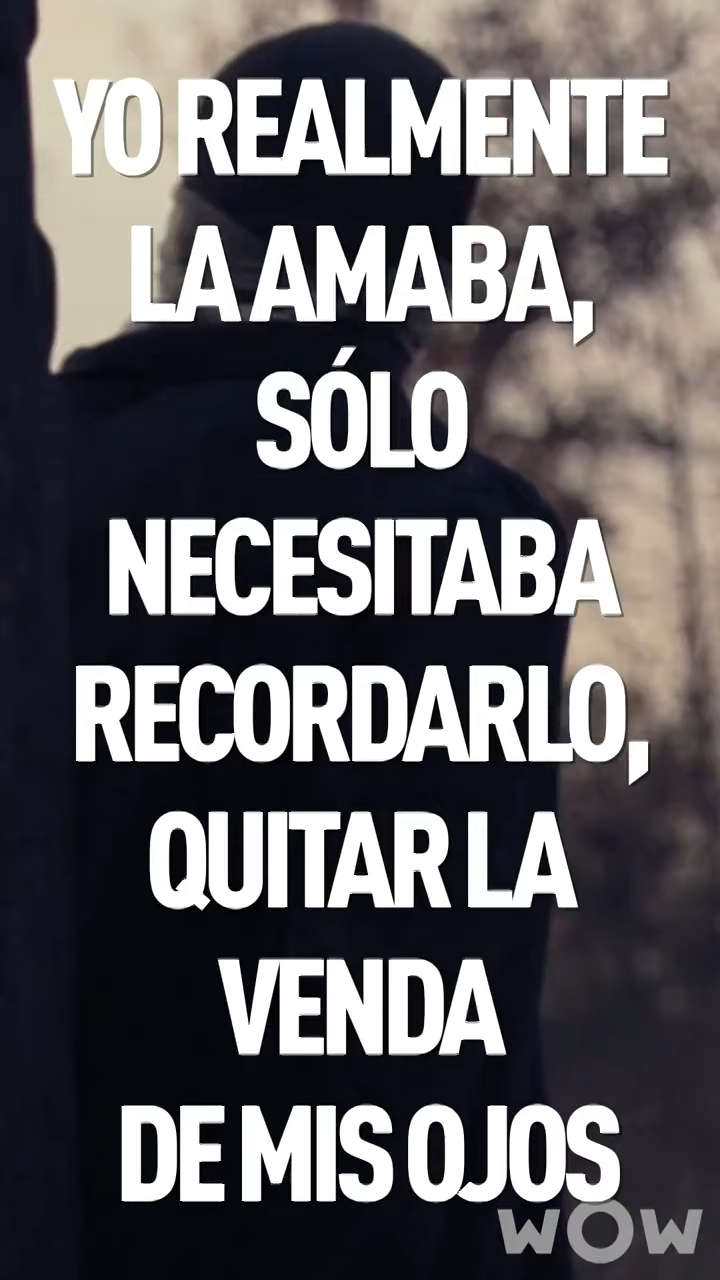 YO REALMENTE
LA AMABA,
SÓLO
NECESITABA
RECORDARLO,
QUITAR LA
VENDA
DE MIS OJOS
WOW